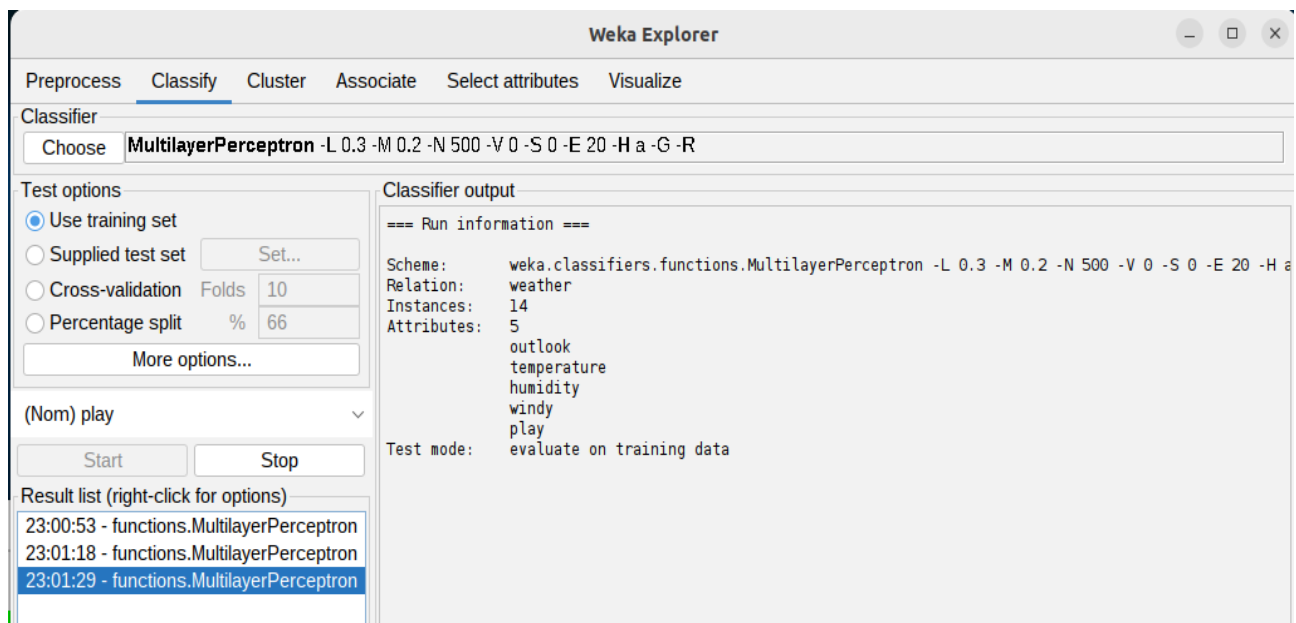 Weka Explorer
Preprocess Classify Cluster Associate Select attributes Visualize
Classifier
Choose MultilayerPerceptron -L 0.3 -M 0.2 -N 500 -V 0 -S 0 -E 20 -H a -G -R
Test options
Use training set
Supplied test set Set...
Cross-validation Folds 10
Percentage split % 66
More options...
(Nom) play
Start Stop
Result list (right-click for options)
23:00:53 - functions.MultilayerPerceptron
23:01:18 - functions.MultilayerPerceptron
23:01:29 - functions.MultilayerPerceptron
Classifier output
=== Run information ===
Scheme: weka.classifiers.functions.MultilayerPerceptron -L 0.3 -M 0.2 -N 500 -V 0 -S 0 -E 20 -H a
Relation: weather
Instances: 14
Attributes: 5
outlook
temperature
humidity
windy
play
Test mode: evaluate on training data